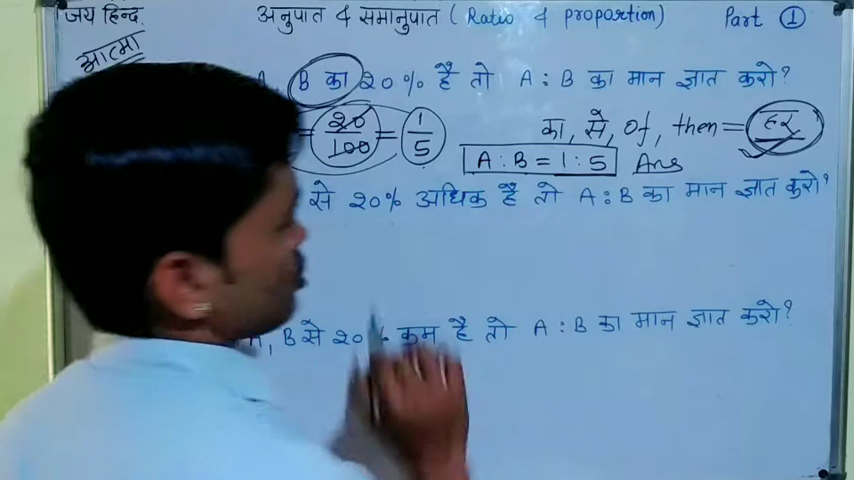 जय हिन्द अनुपात & समानुपात ( Ratio & proportion ) Part 1
आत्मा
B का 20% है तो A : B का मान ज्ञात करो?
= 20/100 = 1/5 का, से, of, then = हर
A : B = 1 : 5 Ans
से 20% अधिक है तो A : B का मान ज्ञात करो?
A, B से 20% कम है तो A : B का मान ज्ञात करो?